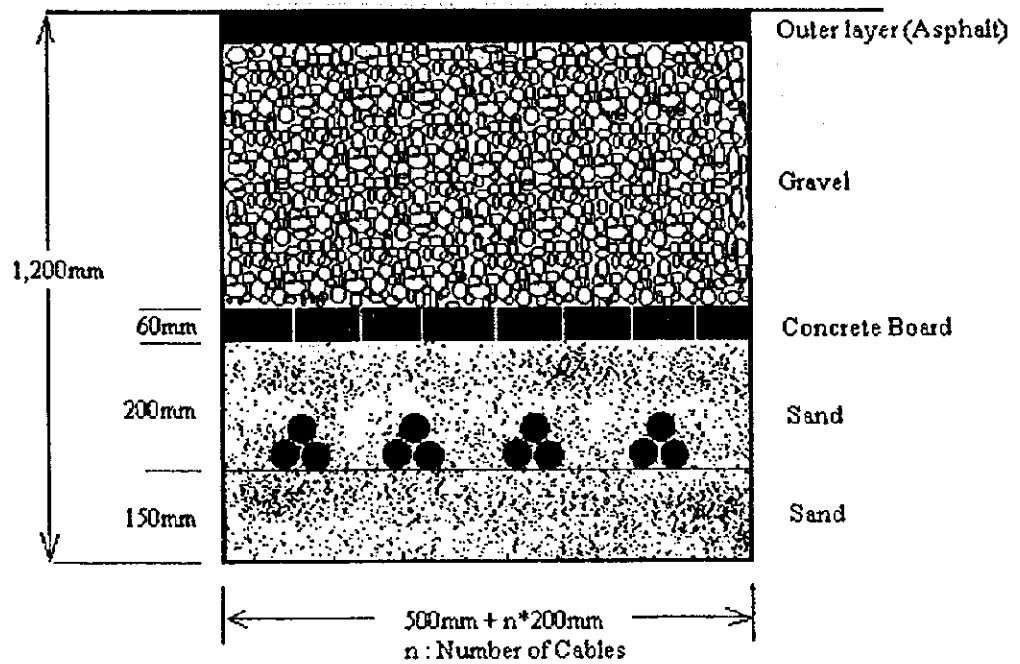 Outer layer (Asphalt)
Gravel
1,200mm
60mm
Concrete Board
200mm
Sand
150mm
Sand
500mm + n*200mm
n : Number of Cables